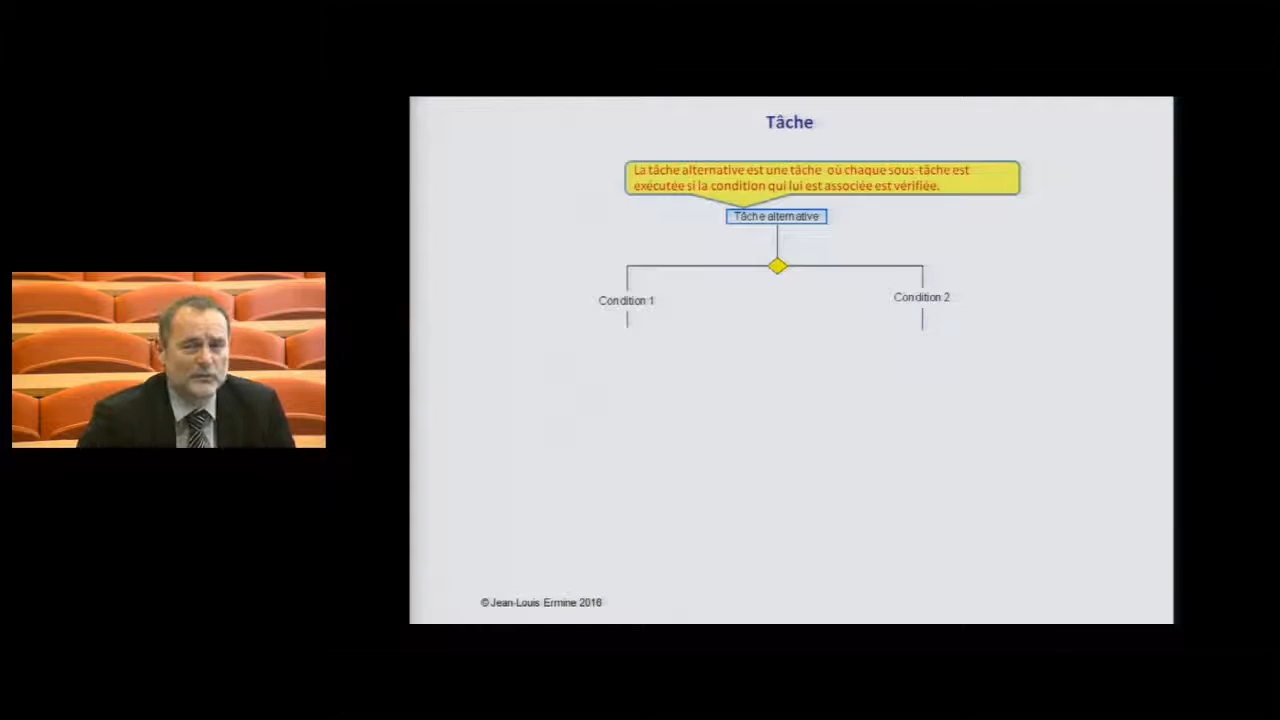 Tâche
La tâche alternative est une tâche où chaque sous-tâche est
exécutée si la condition qui lui est associée est vérifiée.
Tâche alternative
Condition 1
Condition 2
© Jean-Louis Ermine 2016